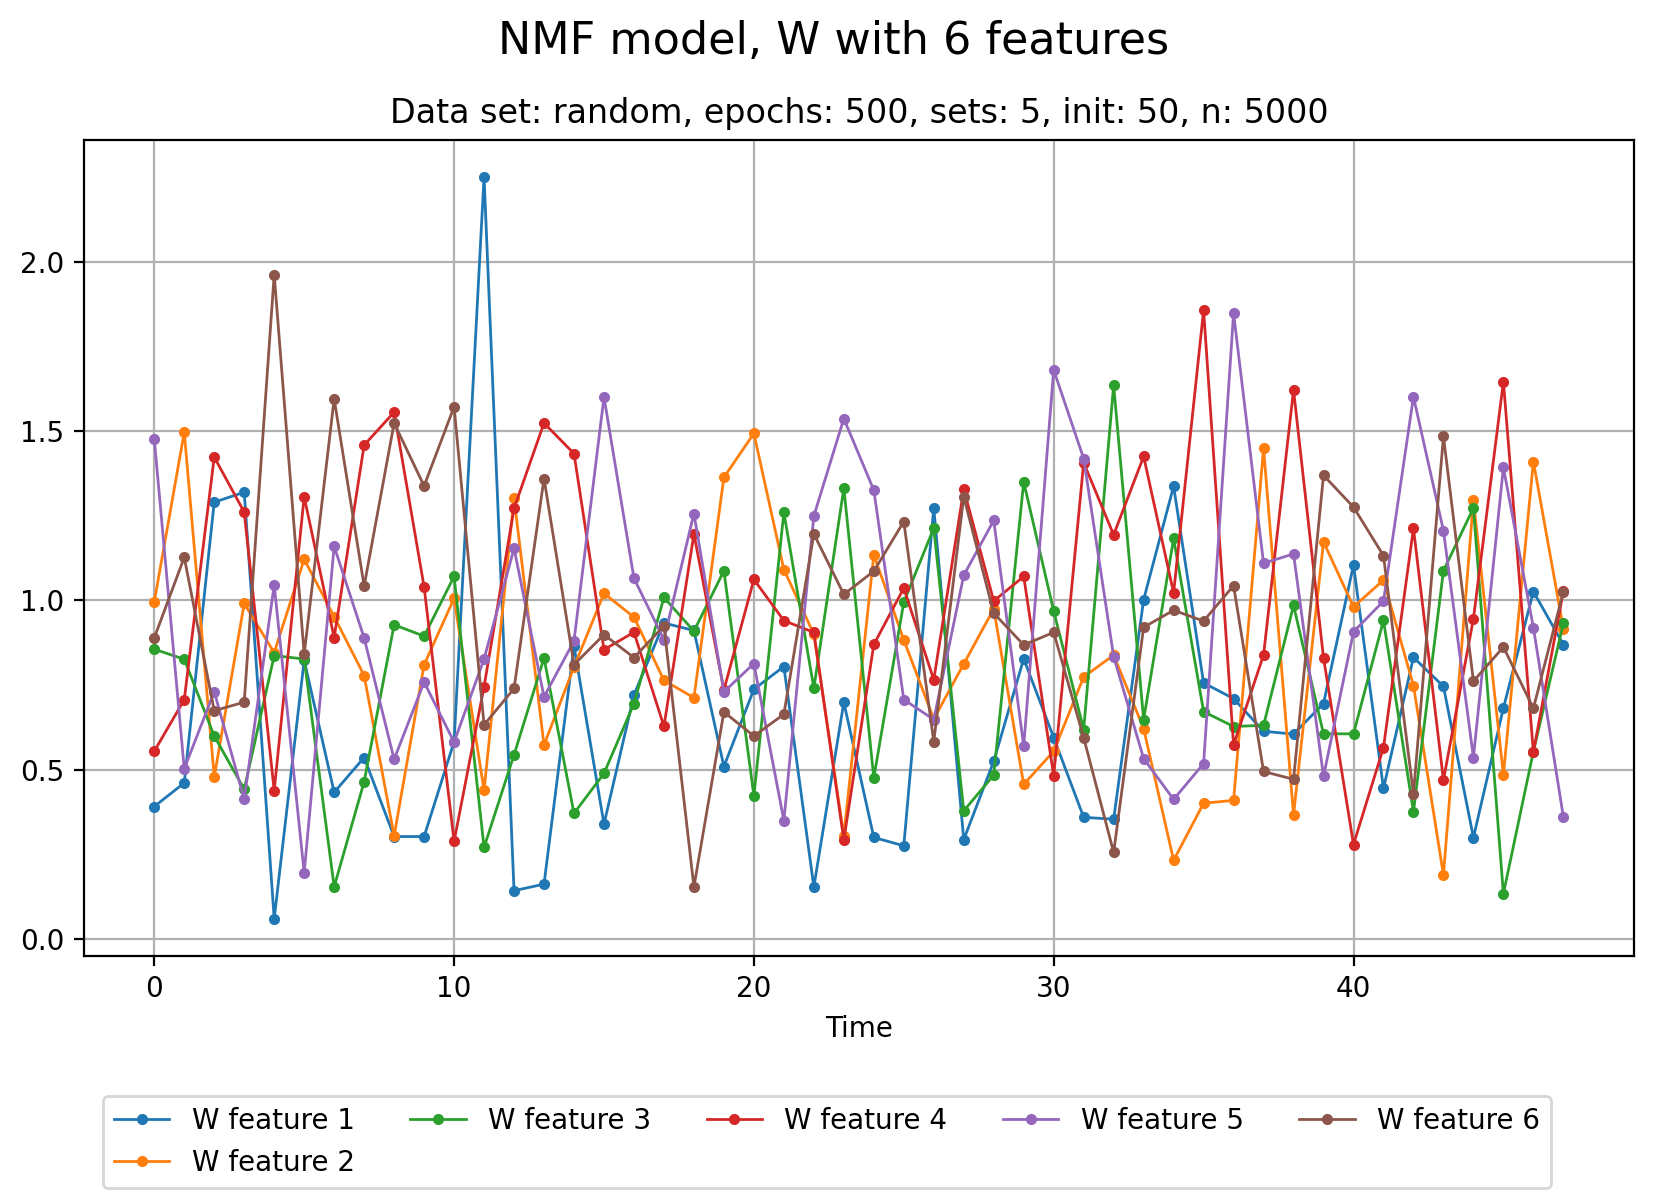 NMF model, W with 6 features
Data set: random, epochs: 500, sets: 5, init: 50, n: 5000
2.0
1.5
1.0
0.5
0.0
0 10 20 30 40
Time
W feature 1 W feature 3 W feature 4 W feature 5 W feature 6
W feature 2